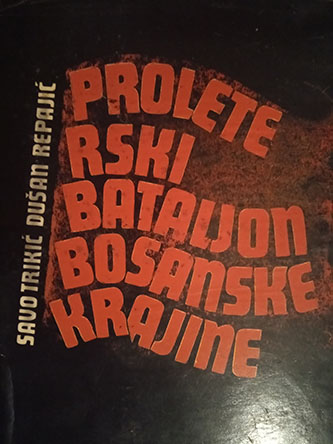 SAVO TRIKIĆ DUŠAN REPAJIĆ
PROLETE
RSKI
BATALJON
BOSANSKE
KRAJINE